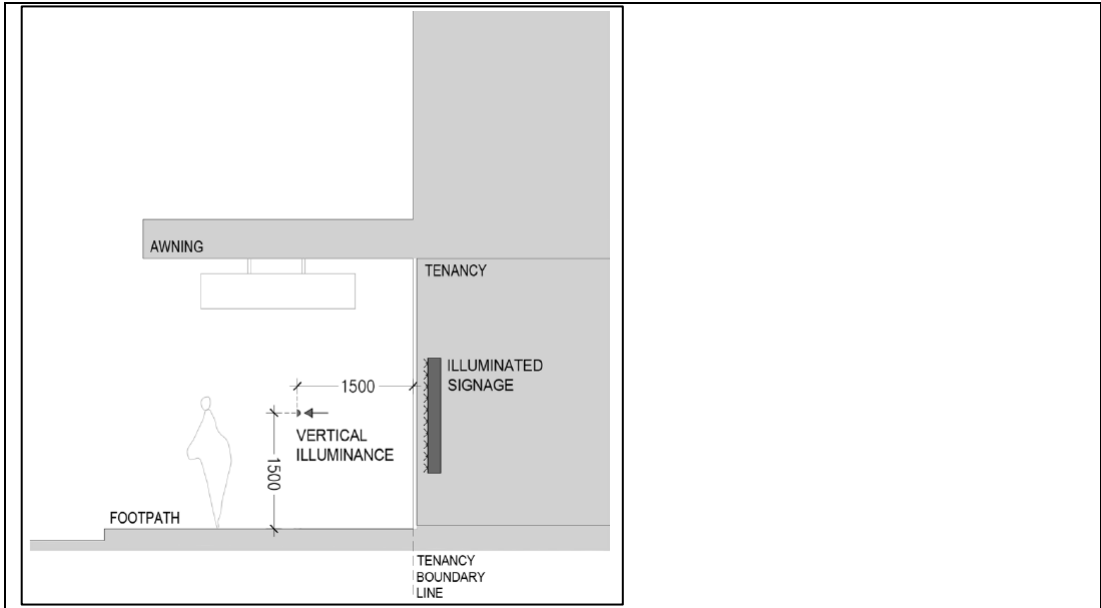 AWNING
TENANCY
ILLUMINATED
SIGNAGE
1500
VERTICAL
ILLUMINANCE
1500
FOOTPATH
TENANCY
BOUNDARY
LINE